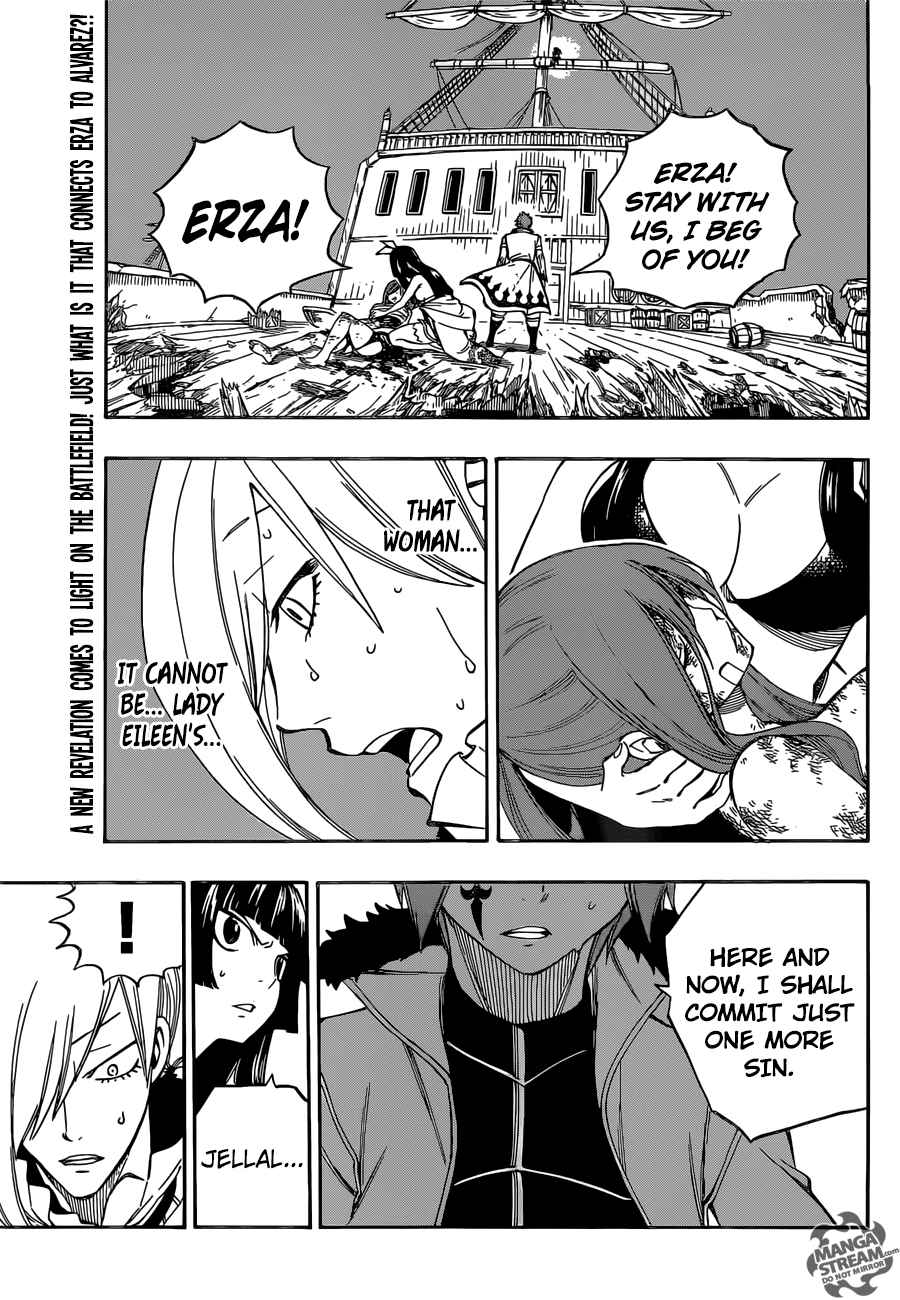 A NEW REVELATION COMES TO LIGHT ON THE BATTLEFIELD! JUST WHAT IS IT THAT CONNECTS ERZA TO ALVAREZ?!
ERZA!
STAY WITH
US, I BEG
OF YOU!
ERZA!
THAT
WOMAN...
IT CANNOT
BE... LADY
EILEEN'S...
HERE AND
NOW, I SHALL
COMMIT JUST
ONE MORE
SIN.
JELLAL...
!
MANGA
STREAM.com
DO NOT MIRROR